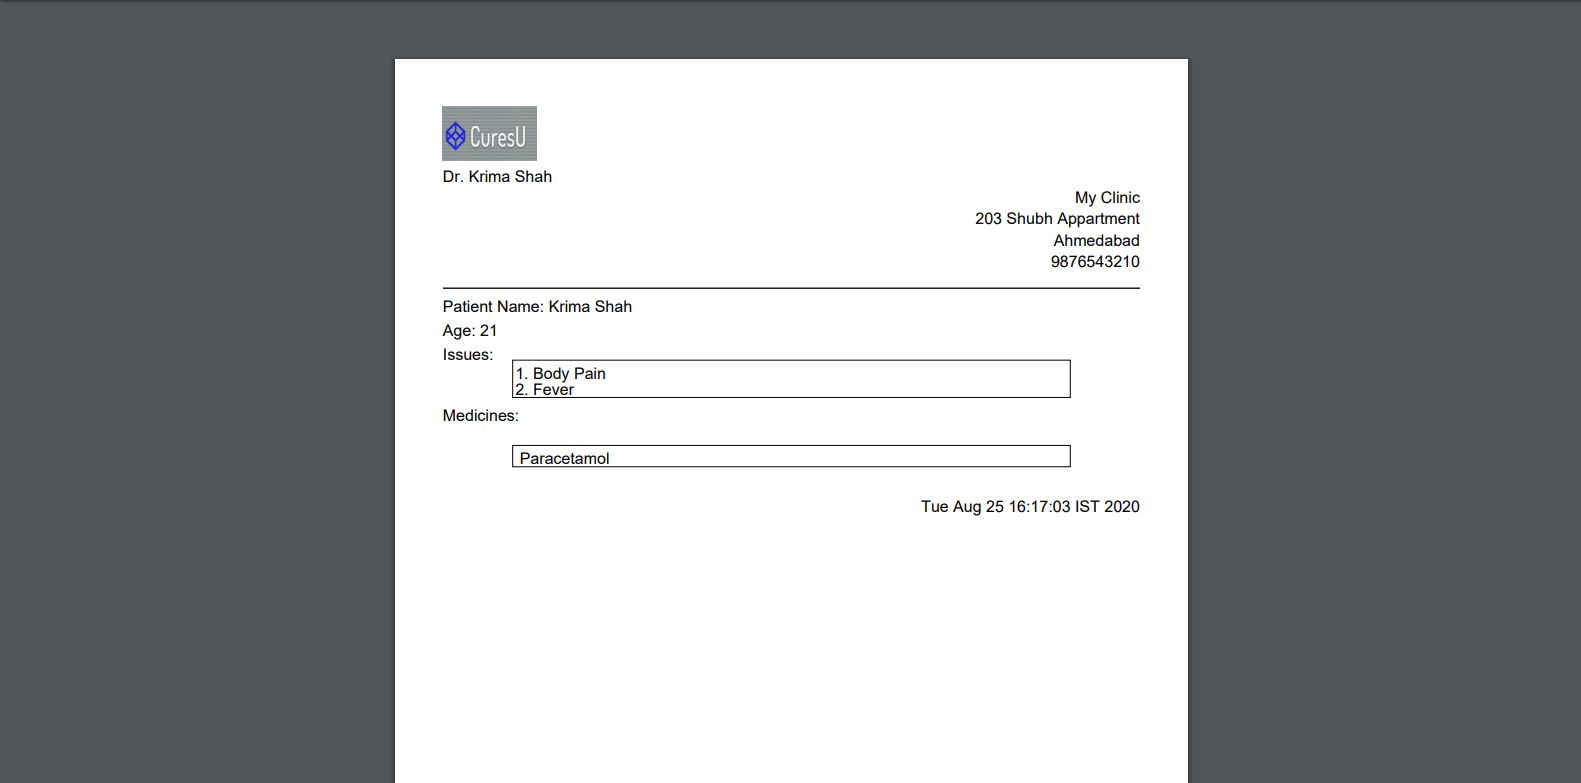 CuresU
Dr. Krima Shah
My Clinic
203 Shubh Appartment
Ahmedabad
9876543210
Patient Name: Krima Shah
Age: 21
Issues:
1. Body Pain
2. Fever
Medicines:
Paracetamol
Tue Aug 25 16:17:03 IST 2020